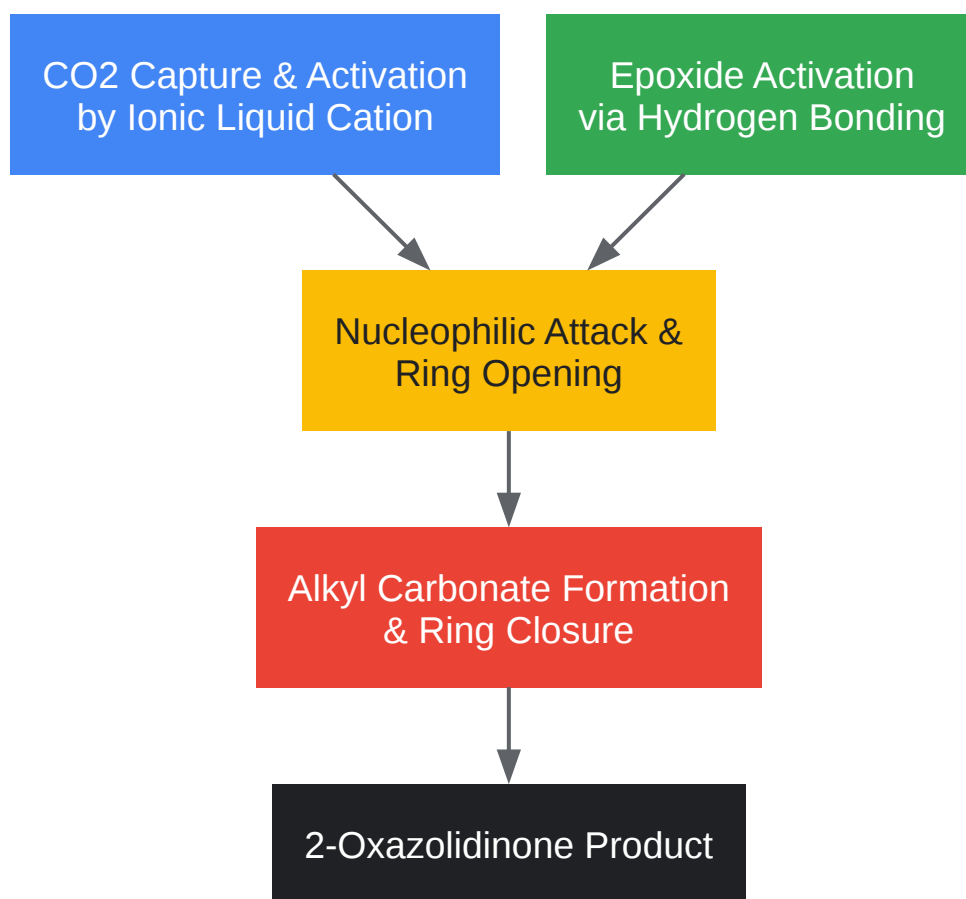 CO2 Capture & Activation
by Ionic Liquid Cation
Epoxide Activation
via Hydrogen Bonding
Nucleophilic Attack &
Ring Opening
Alkyl Carbonate Formation
& Ring Closure
2-Oxazolidinone Product